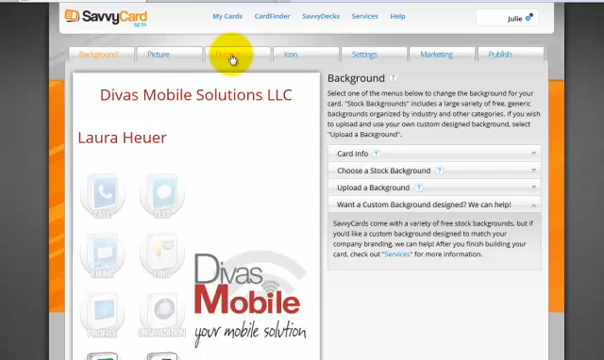 SavvyCard
BETA
My Cards CardFinder SavvyDecks Services Help
Julie
Background Picture Icon Settings Marketing Publish
Divas Mobile Solutions LLC
Laura Heuer
CALL TEXT
EMAIL FIND
PROFILE ORGANIZATION
Divas
Mobile
your mobile solution
Background ?
Select one of the menus below to change the background for your
card. "Stock Backgrounds" includes a large variety of free, generic
backgrounds organized by industry and other categories. If you wish
to upload and use your own custom designed background, select
"Upload a Background".
Card Info ?
Choose a Stock Background ?
Upload a Background ?
Want a Custom Background designed? We can help!
SavvyCards come with a variety of free stock backgrounds, but if
you'd like a custom background designed to match your
company branding, we can help! After you finish building your
card, check out "Services" for more information.